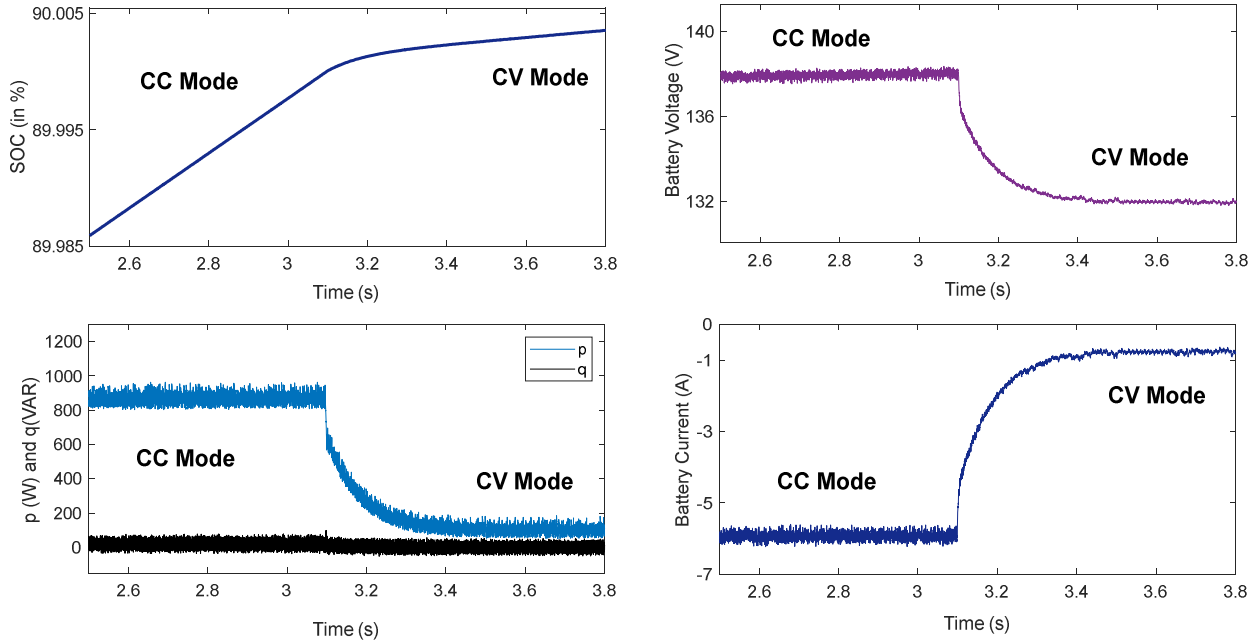 90.005
89.995
89.985
SOC (in %)
CC Mode
CV Mode
2.6 2.8 3 3.2 3.4 3.6 3.8
Time (s)
140
136
132
Battery Voltage (V)
CC Mode
CV Mode
2.6 2.8 3 3.2 3.4 3.6 3.8
Time (s)
1200
1000
800
600
400
200
0
p (W) and q(VAR)
p
q
CC Mode
CV Mode
2.6 2.8 3 3.2 3.4 3.6 3.8
Time (s)
0
-1
-3
-5
-7
Battery Current (A)
CV Mode
CC Mode
2.6 2.8 3 3.2 3.4 3.6 3.8
Time (s)